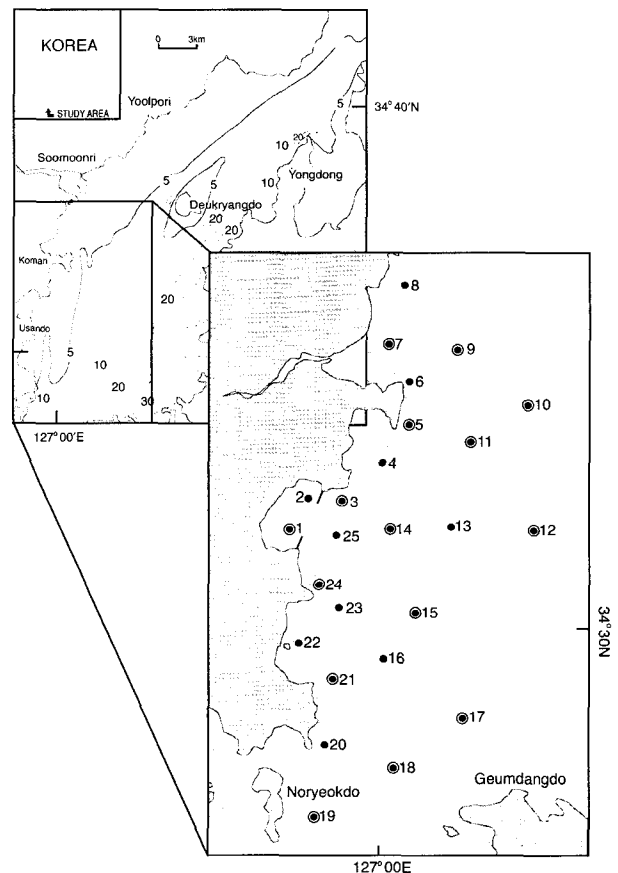 KOREA
0 3km
STUDY AREA
Yoolpori
34°40'N
Soomoonri
5
20
10
Yongdong
10
5
5
Deukryangdo
20
20
Koman
20
Usando
5
10
20
10
30
127°00'E
8
7
9
6
10
5
11
4
2
3
1
14
13
12
25
24
23
15
22
16
34°30N
21
17
20
18
Noryeokdo
Geumdangdo
19
127°00E